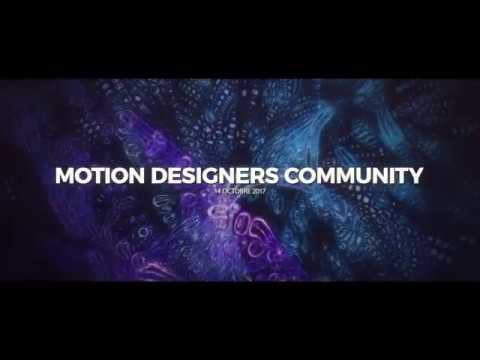 MOTION DESIGNERS COMMUNITY
14 OCTOBRE 2017